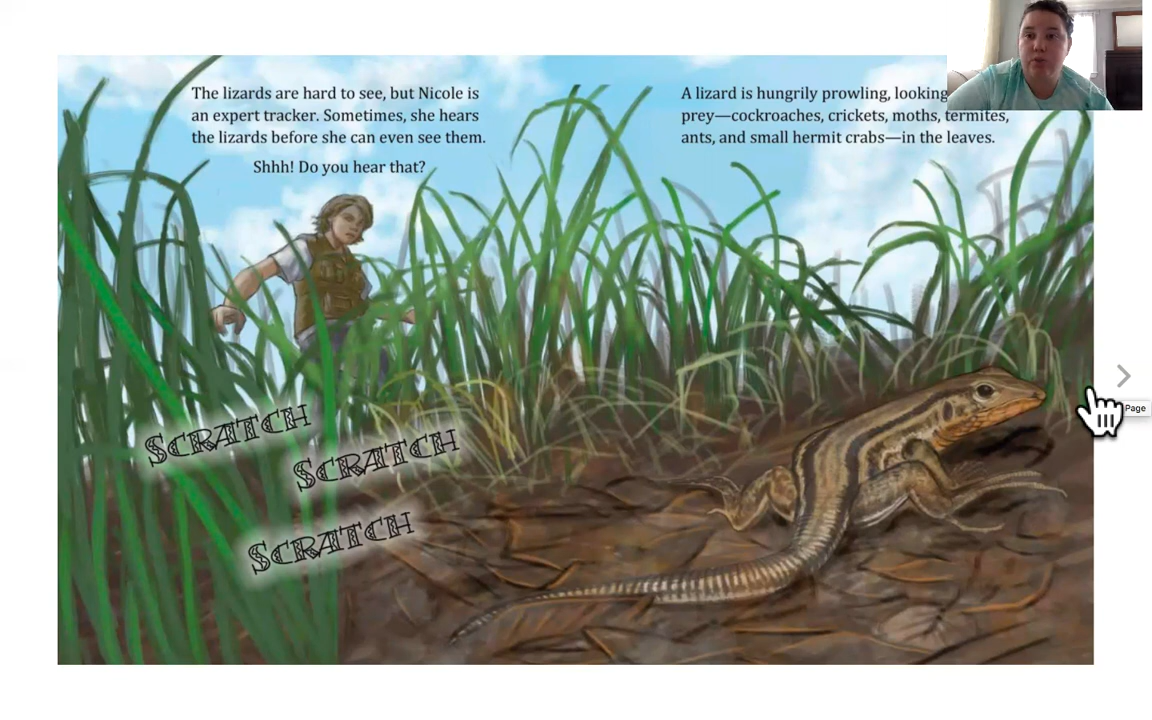 The lizards are hard to see, but Nicole is
an expert tracker. Sometimes, she hears
the lizards before she can even see them.
Shhh! Do you hear that?
A lizard is hungrily prowling, looking
prey—cockroaches, crickets, moths, termites,
ants, and small hermit crabs—in the leaves.
SCRATCH
SCRATCH
SCRATCH
Page